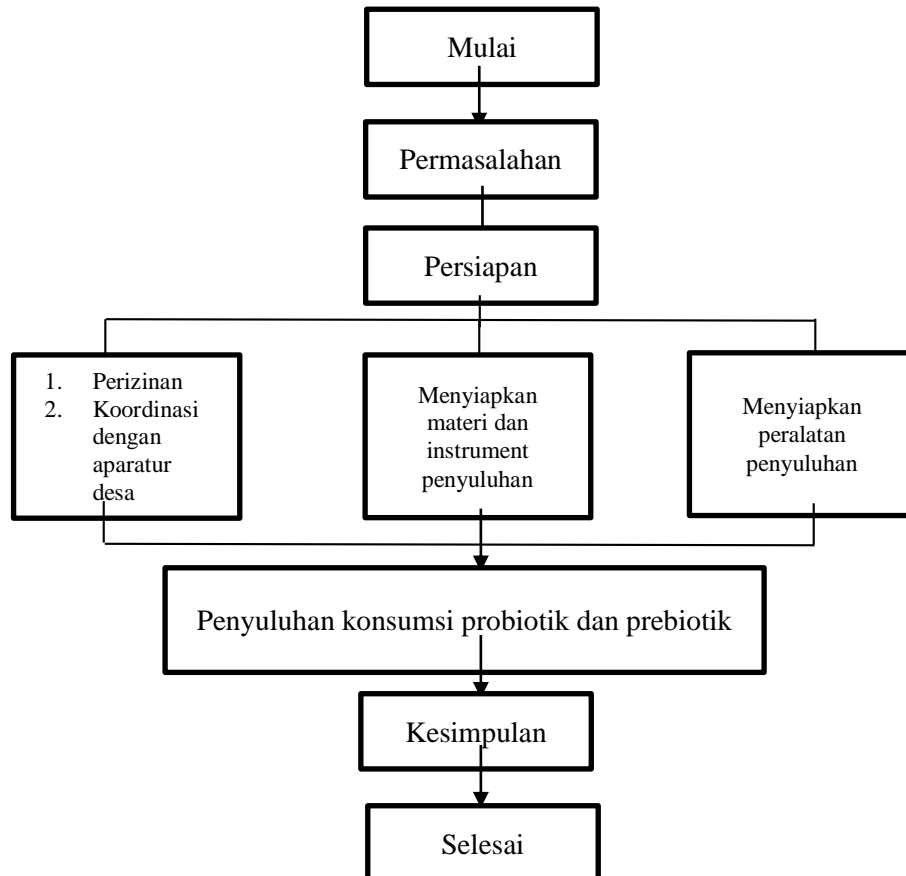 Mulai
Permasalahan
Persiapan
1. Perizinan
2. Koordinasi
dengan
aparatur
desa
Menyiapkan
materi dan
instrument
penyuluhan
Menyiapkan
peralatan
penyuluhan
Penyuluhan konsumsi probiotik dan prebiotik
Kesimpulan
Selesai